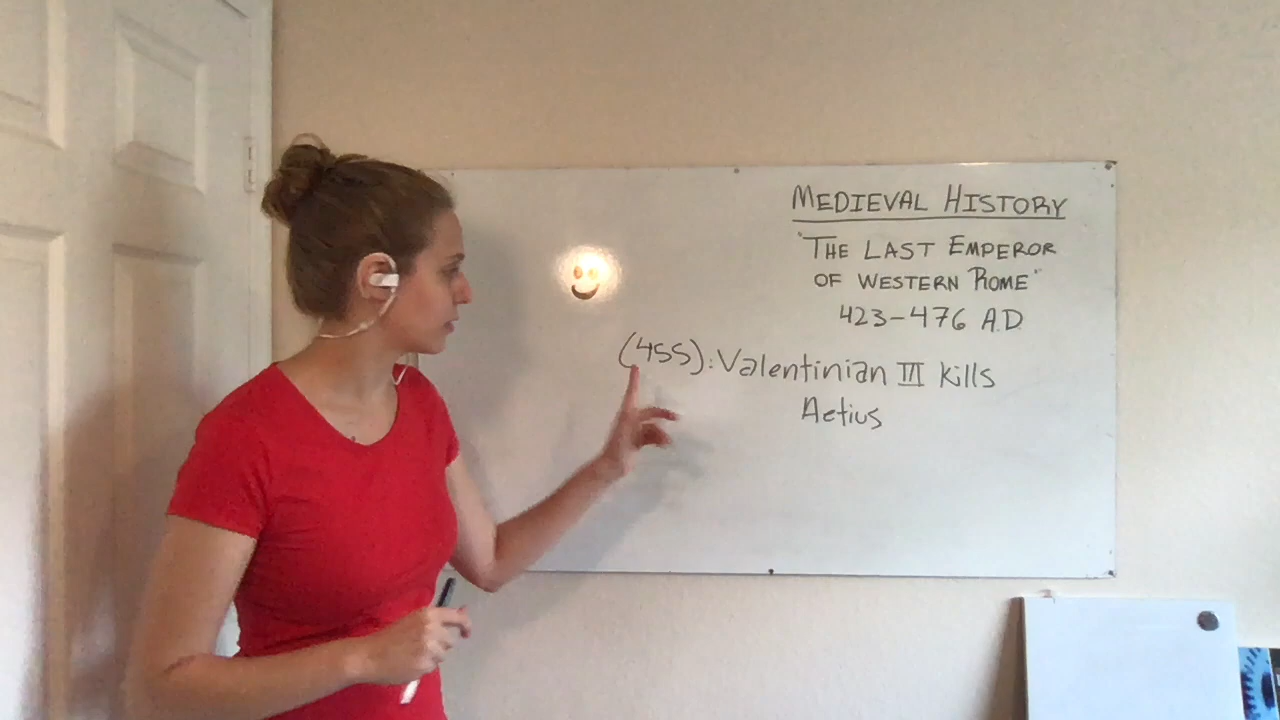 MEDIEVAL HISTORY
"THE LAST EMPEROR
OF WESTERN ROME"
423-476 A.D.
(455): Valentinian III kills
Aetius